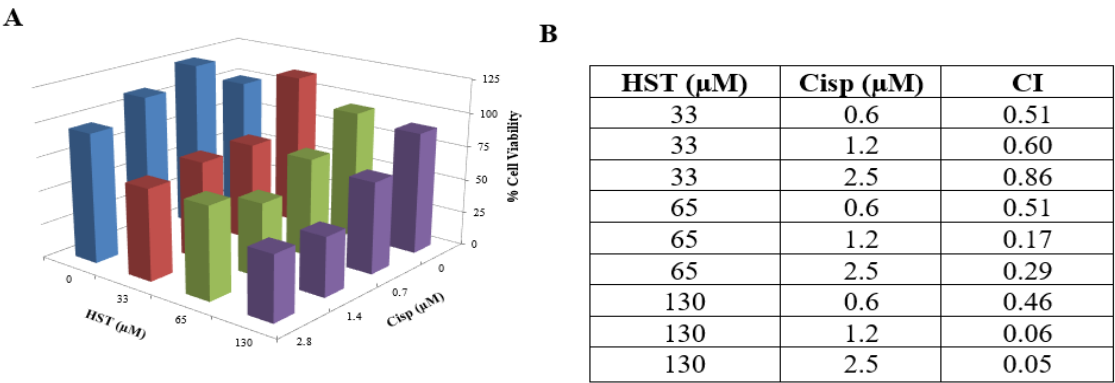 A
125
100
75
50
25
0
% Cell Viability
0
33
65
130
HST (µM)
0
0.7
1.4
2.8
Cisp (µM)
B
HST (µM) Cisp (µM) CI
33 0.6 0.51
33 1.2 0.60
33 2.5 0.86
65 0.6 0.51
65 1.2 0.17
65 2.5 0.29
130 0.6 0.46
130 1.2 0.06
130 2.5 0.05